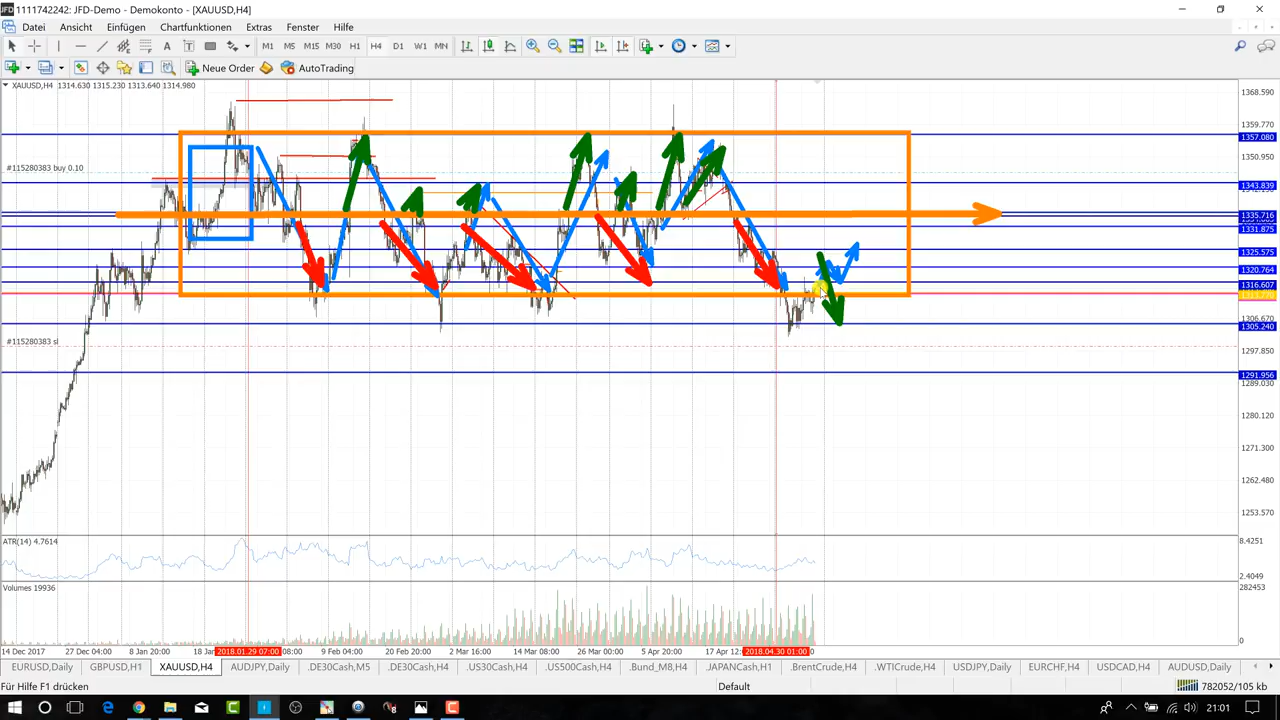 1111742242: JFD-Demo - Demokonto - [XAUUSD,H4]
Datei Ansicht Einfügen Chartfunktionen Extras Fenster Hilfe
A T M1 M5 M15 M30 H1 H4 D1 W1 MN
Neue Order AutoTrading
XAUUSD,H4 1314.630 1315.230 1313.640 1314.980
1368.590
1359.770
1357.080
1350.950
#115280383 buy 0.10
1343.839
1335.716
1331.875
1325.575
1320.764
1316.607
1306.670
1305.240
#115280383 sl
1297.850
1291.956
1289.030
1280.120
1271.300
1262.480
1253.570
ATR(14) 4.7614
8.4251
2.4049
Volumes 19936
282453
0
14 Dec 2017 27 Dec 04:00 8 Jan 20:00 18 Jan 2018.01.29 07:00 08:00 9 Feb 04:00 20 Feb 20:00 2 Mar 16:00 14 Mar 08:00 26 Mar 00:00 5 Apr 20:00 17 Apr 12: 2018.04.30 01:00 0
EURUSD,Daily GBPUSD,H1 XAUUSD,H4 AUDJPY,Daily .DE30Cash,M5 .DE30Cash,H4 .US30Cash,H4 .US500Cash,H4 .Bund_M8,H4 .JAPANCash,H1 .BrentCrude,H4 .WTICrude,H4 USDJPY,Daily EURCHF,H4 USDCAD,H4 AUDUSD,Daily
Für Hilfe F1 drücken Default 782052/105 kb
21:01